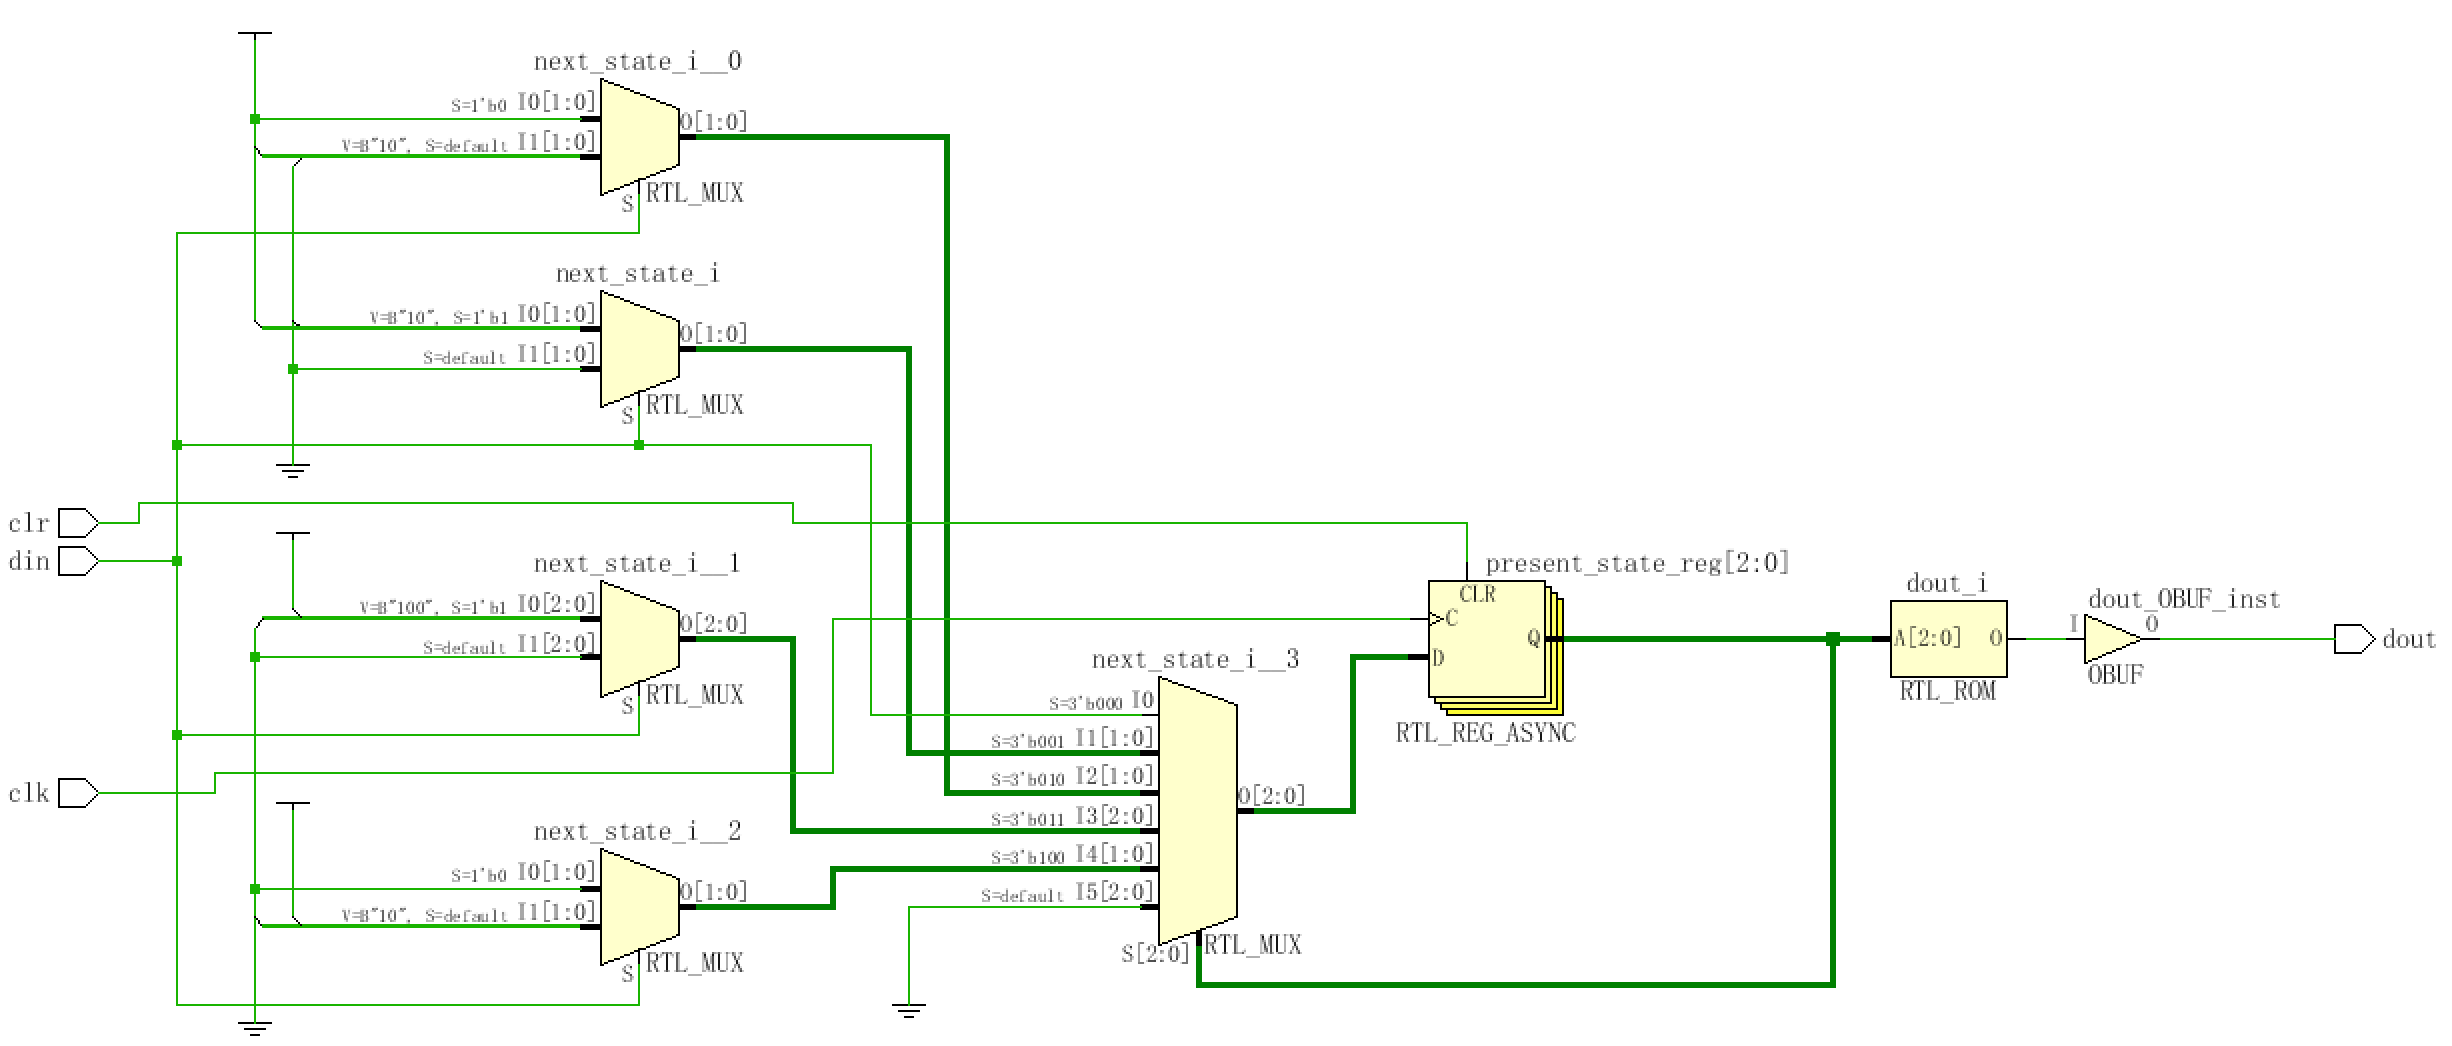 next_state_i__0
S=1'b0 I0[1:0]
V=B"10", S=default I1[1:0]
O[1:0]
S
RTL_MUX
next_state_i
V=B"10", S=1'b1 I0[1:0]
S=default I1[1:0]
O[1:0]
S
RTL_MUX
clr
din
next_state_i__1
V=B"100", S=1'b1 I0[2:0]
S=default I1[2:0]
O[2:0]
S
RTL_MUX
clk
next_state_i__2
S=1'b0 I0[1:0]
V=B"10", S=default I1[1:0]
O[1:0]
S
RTL_MUX
next_state_i__3
S=3'b000 I0
S=3'b001 I1[1:0]
S=3'b010 I2[1:0]
S=3'b011 I3[2:0]
S=3'b100 I4[1:0]
S=default I5[2:0]
O[2:0]
S[2:0]
RTL_MUX
present_state_reg[2:0]
CLR
C
D
Q
RTL_REG_ASYNC
dout_i
A[2:0]
O
RTL_ROM
dout_OBUF_inst
I
O
OBUF
dout